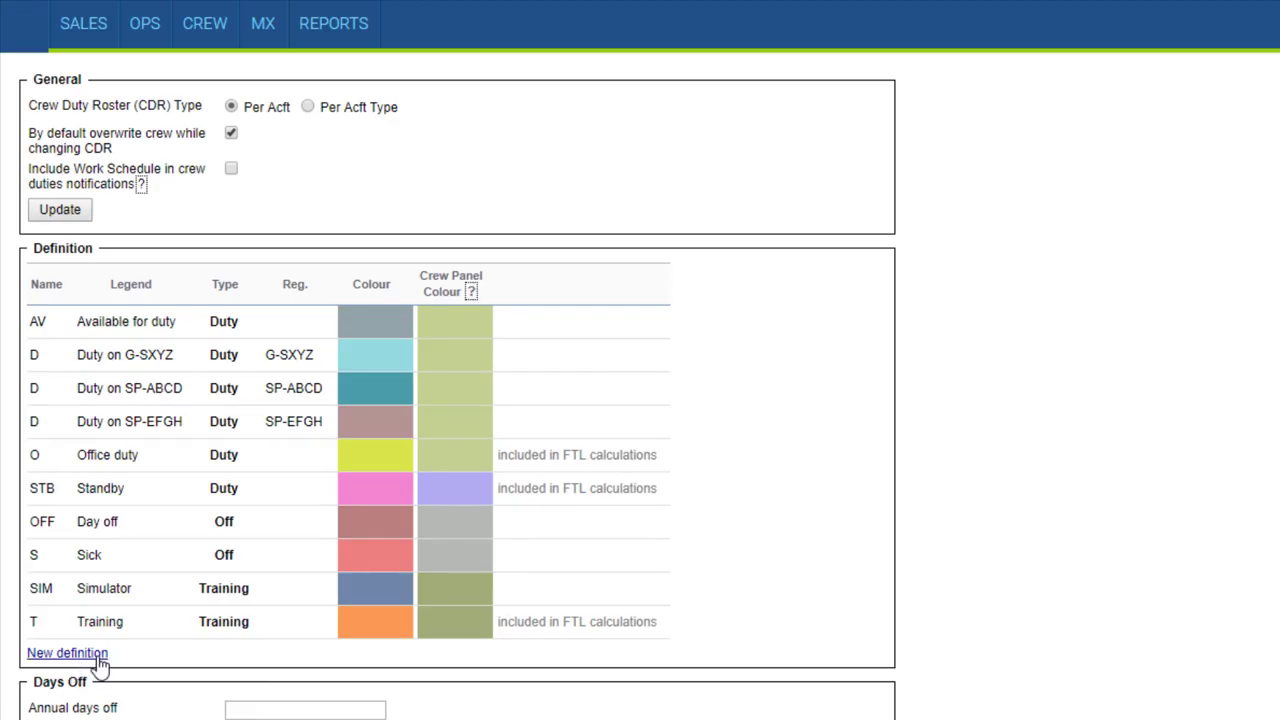 SALES OPS CREW MX REPORTS
General
Crew Duty Roster (CDR) Type Per Acft Per Acft Type
By default overwrite crew while
changing CDR
Include Work Schedule in crew
duties notifications ?
Update
Definition
Name Legend Type Reg. Colour Crew Panel
Colour ?
AV Available for duty Duty
D Duty on G-SXYZ Duty G-SXYZ
D Duty on SP-ABCD Duty SP-ABCD
D Duty on SP-EFGH Duty SP-EFGH
O Office duty Duty included in FTL calculations
STB Standby Duty included in FTL calculations
OFF Day off Off
S Sick Off
SIM Simulator Training
T Training Training included in FTL calculations
New definition
Days Off
Annual days off